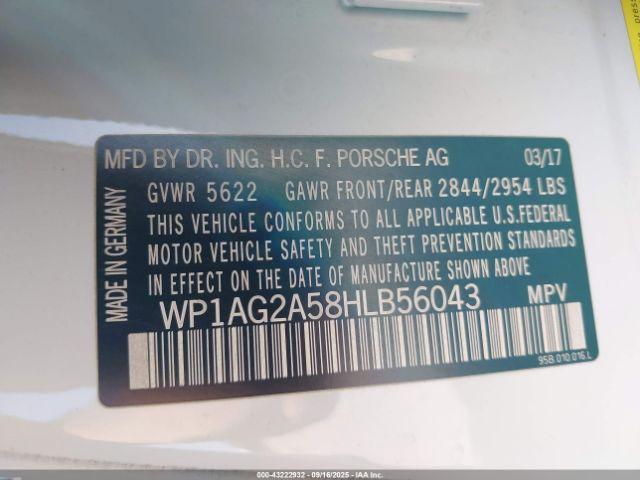 MFD BY DR. ING. H.C. F. PORSCHE AG 03/17
GVWR 5622 GAWR FRONT/REAR 2844/2954 LBS
THIS VEHICLE CONFORMS TO ALL APPLICABLE U.S.FEDERAL
MOTOR VEHICLE SAFETY AND THEFT PREVENTION STANDARDS
IN EFFECT ON THE DATE OF MANUFACTURE SHOWN ABOVE
WP1AG2A58HLB56043 MPV
MADE IN GERMANY
95B.010.016.L
000-43222932 - 09/16/2025 - IAA Inc.